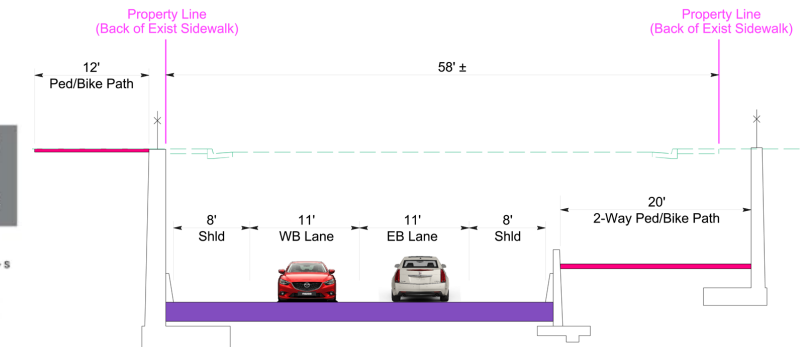 Property Line
(Back of Exist Sidewalk)
Property Line
(Back of Exist Sidewalk)
12'
Ped/Bike Path
58' ±
8'
Shld
11'
WB Lane
11'
EB Lane
8'
Shld
20'
2-Way Ped/Bike Path